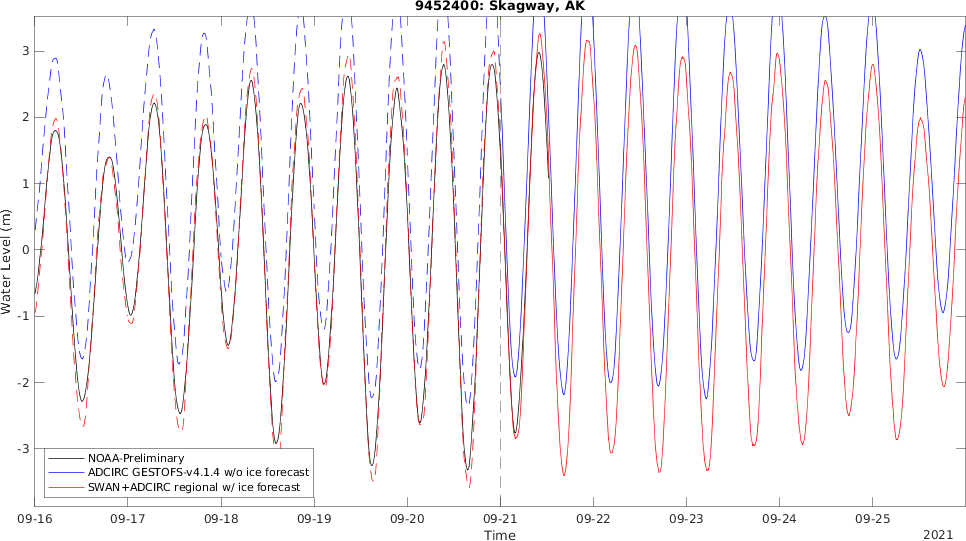 9452400: Skagway, AK
Water Level (m)
3
2
1
0
-1
-2
-3
NOAA-Preliminary
ADCIRC GESTOFS-v4.1.4 w/o ice forecast
SWAN+ADCIRC regional w/ ice forecast
09-16 09-17 09-18 09-19 09-20 09-21 09-22 09-23 09-24 09-25
Time
2021